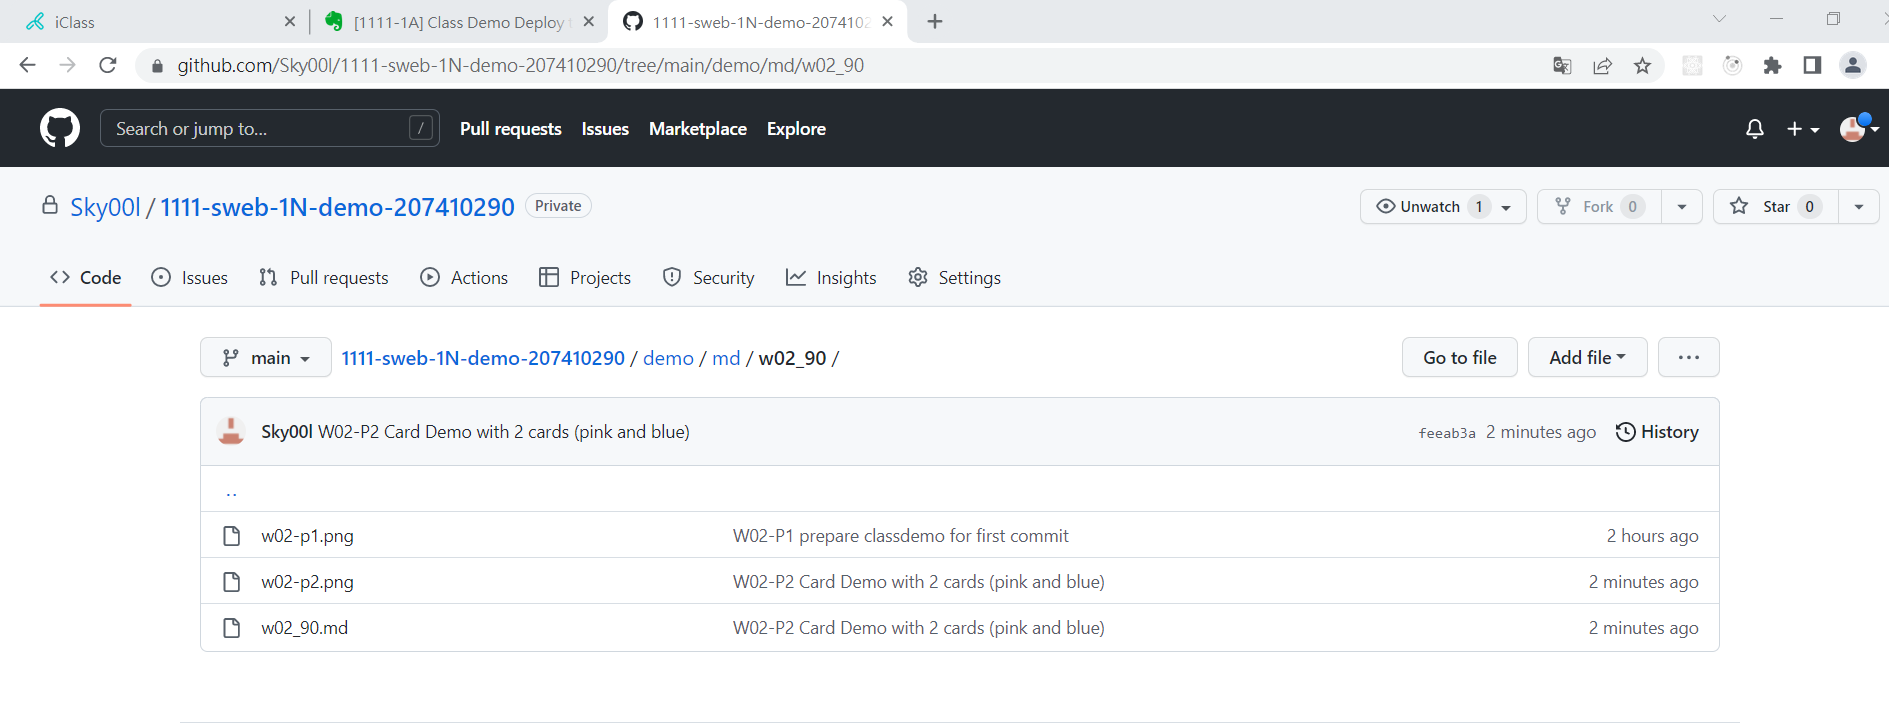 iClass
[1111-1A] Class Demo Deploy
1111-sweb-1N-demo-207410290
github.com/Sky00l/1111-sweb-1N-demo-207410290/tree/main/demo/md/w02_90
Search or jump to... /
Pull requests Issues Marketplace Explore
Sky00l / 1111-sweb-1N-demo-207410290 Private
Unwatch 1 Fork 0 Star 0
Code Issues Pull requests Actions Projects Security Insights Settings
main 1111-sweb-1N-demo-207410290 / demo / md / w02_90 /
Go to file Add file ...
Sky00l W02-P2 Card Demo with 2 cards (pink and blue) feeab3a 2 minutes ago History
..
w02-p1.png W02-P1 prepare classdemo for first commit 2 hours ago
w02-p2.png W02-P2 Card Demo with 2 cards (pink and blue) 2 minutes ago
w02_90.md W02-P2 Card Demo with 2 cards (pink and blue) 2 minutes ago